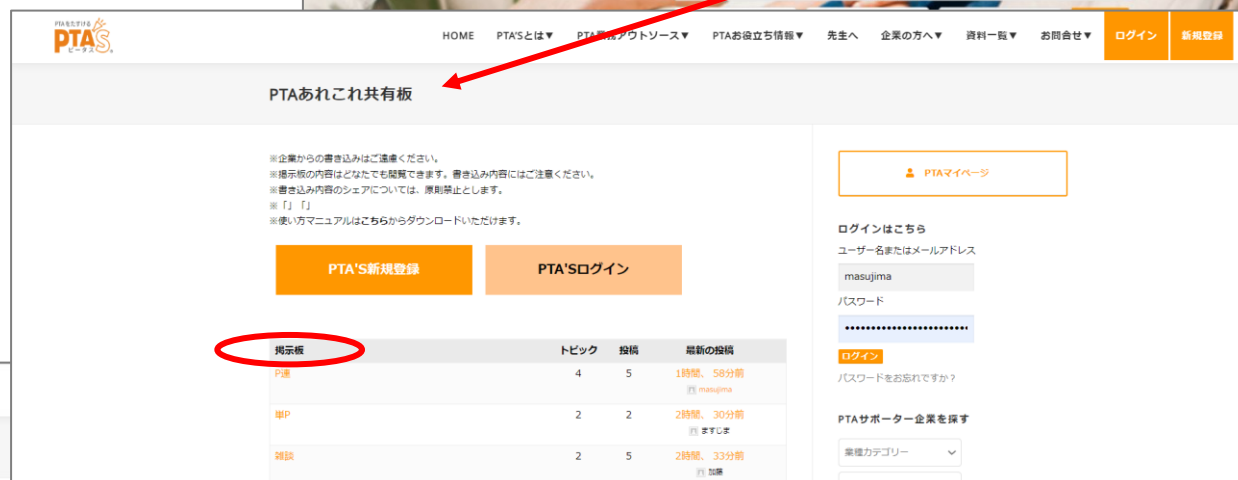 PTAをたすける
PTA'S
ピータス
HOME PTA'Sとは▼ PTA業務アウトソース▼ PTAお役立ち情報▼ 先生へ 企業の方へ▼ 資料一覧▼ お問合せ▼ ログイン 新規登録
PTAあれこれ共有板
※企業からの書き込みはご遠慮ください。
※掲示板の内容はどなたでも閲覧できます。書き込み内容にはご注意ください。
※書き込み内容のシェアについては、原則禁止とします。
※「」「」
※使い方マニュアルはこちらからダウンロードいただけます。
PTA'S新規登録 PTA'Sログイン
掲示板 トピック 投稿 最新の投稿
P連 4 5 1時間、 58分前
masujima
単P 2 2 2時間、 30分前
ますじま
雑談 2 5 2時間、 33分前
加藤
PTAマイページ
ログインはこちら
ユーザー名またはメールアドレス
masujima
パスワード
ログイン
パスワードをお忘れですか？
PTAサポーター企業を探す
業種カテゴリー